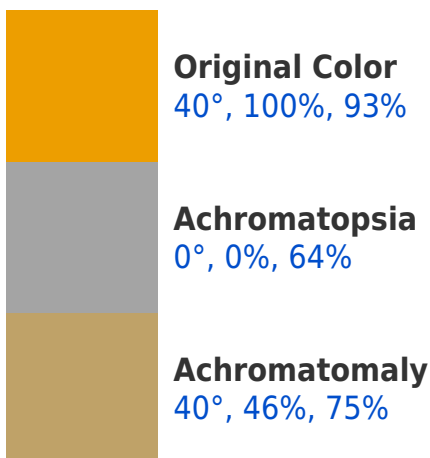 Original Color
40°, 100%, 93%
Achromatopsia
0°, 0%, 64%
Achromatomaly
40°, 46%, 75%